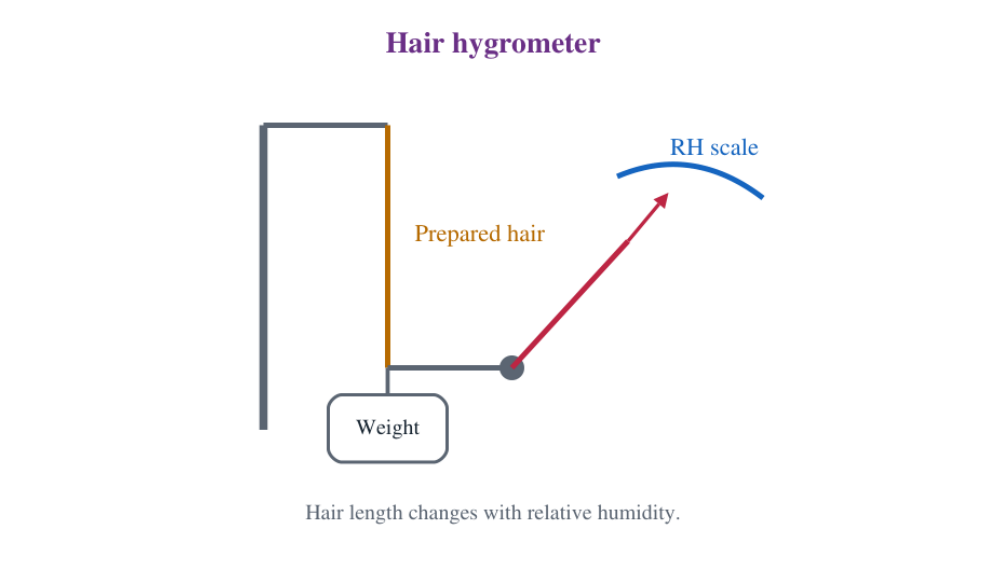 Hair hygrometer
RH scale
Prepared hair
Weight
Hair length changes with relative humidity.